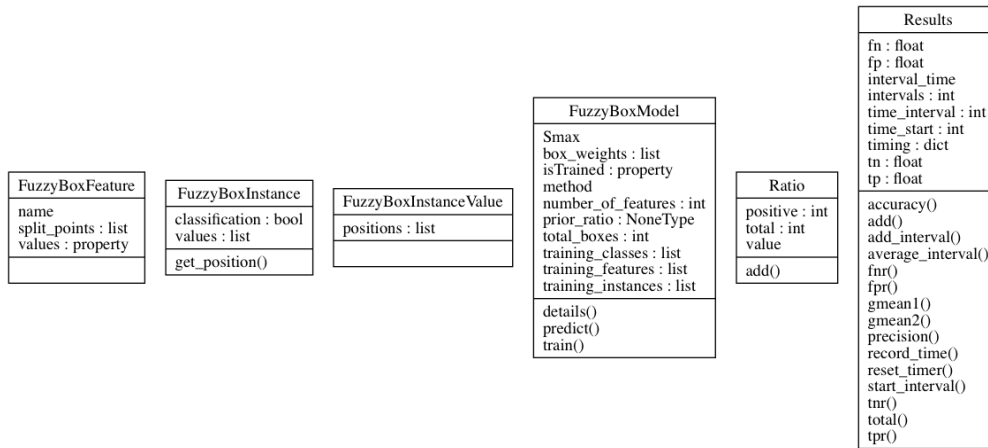 FuzzyBoxFeature
name
split_points : list
values : property
FuzzyBoxInstance
classification : bool
values : list
get_position()
FuzzyBoxInstanceValue
positions : list
FuzzyBoxModel
Smax
box_weights : list
isTrained : property
method
number_of_features : int
prior_ratio : NoneType
total_boxes : int
training_classes : list
training_features : list
training_instances : list
details()
predict()
train()
Ratio
positive : int
total : int
value
add()
Results
fn : float
fp : float
interval_time
intervals : int
time_interval : int
time_start : int
timing : dict
tn : float
tp : float
accuracy()
add()
add_interval()
average_interval()
fnr()
fpr()
gmean1()
gmean2()
precision()
record_time()
reset_timer()
start_interval()
tnr()
total()
tpr()